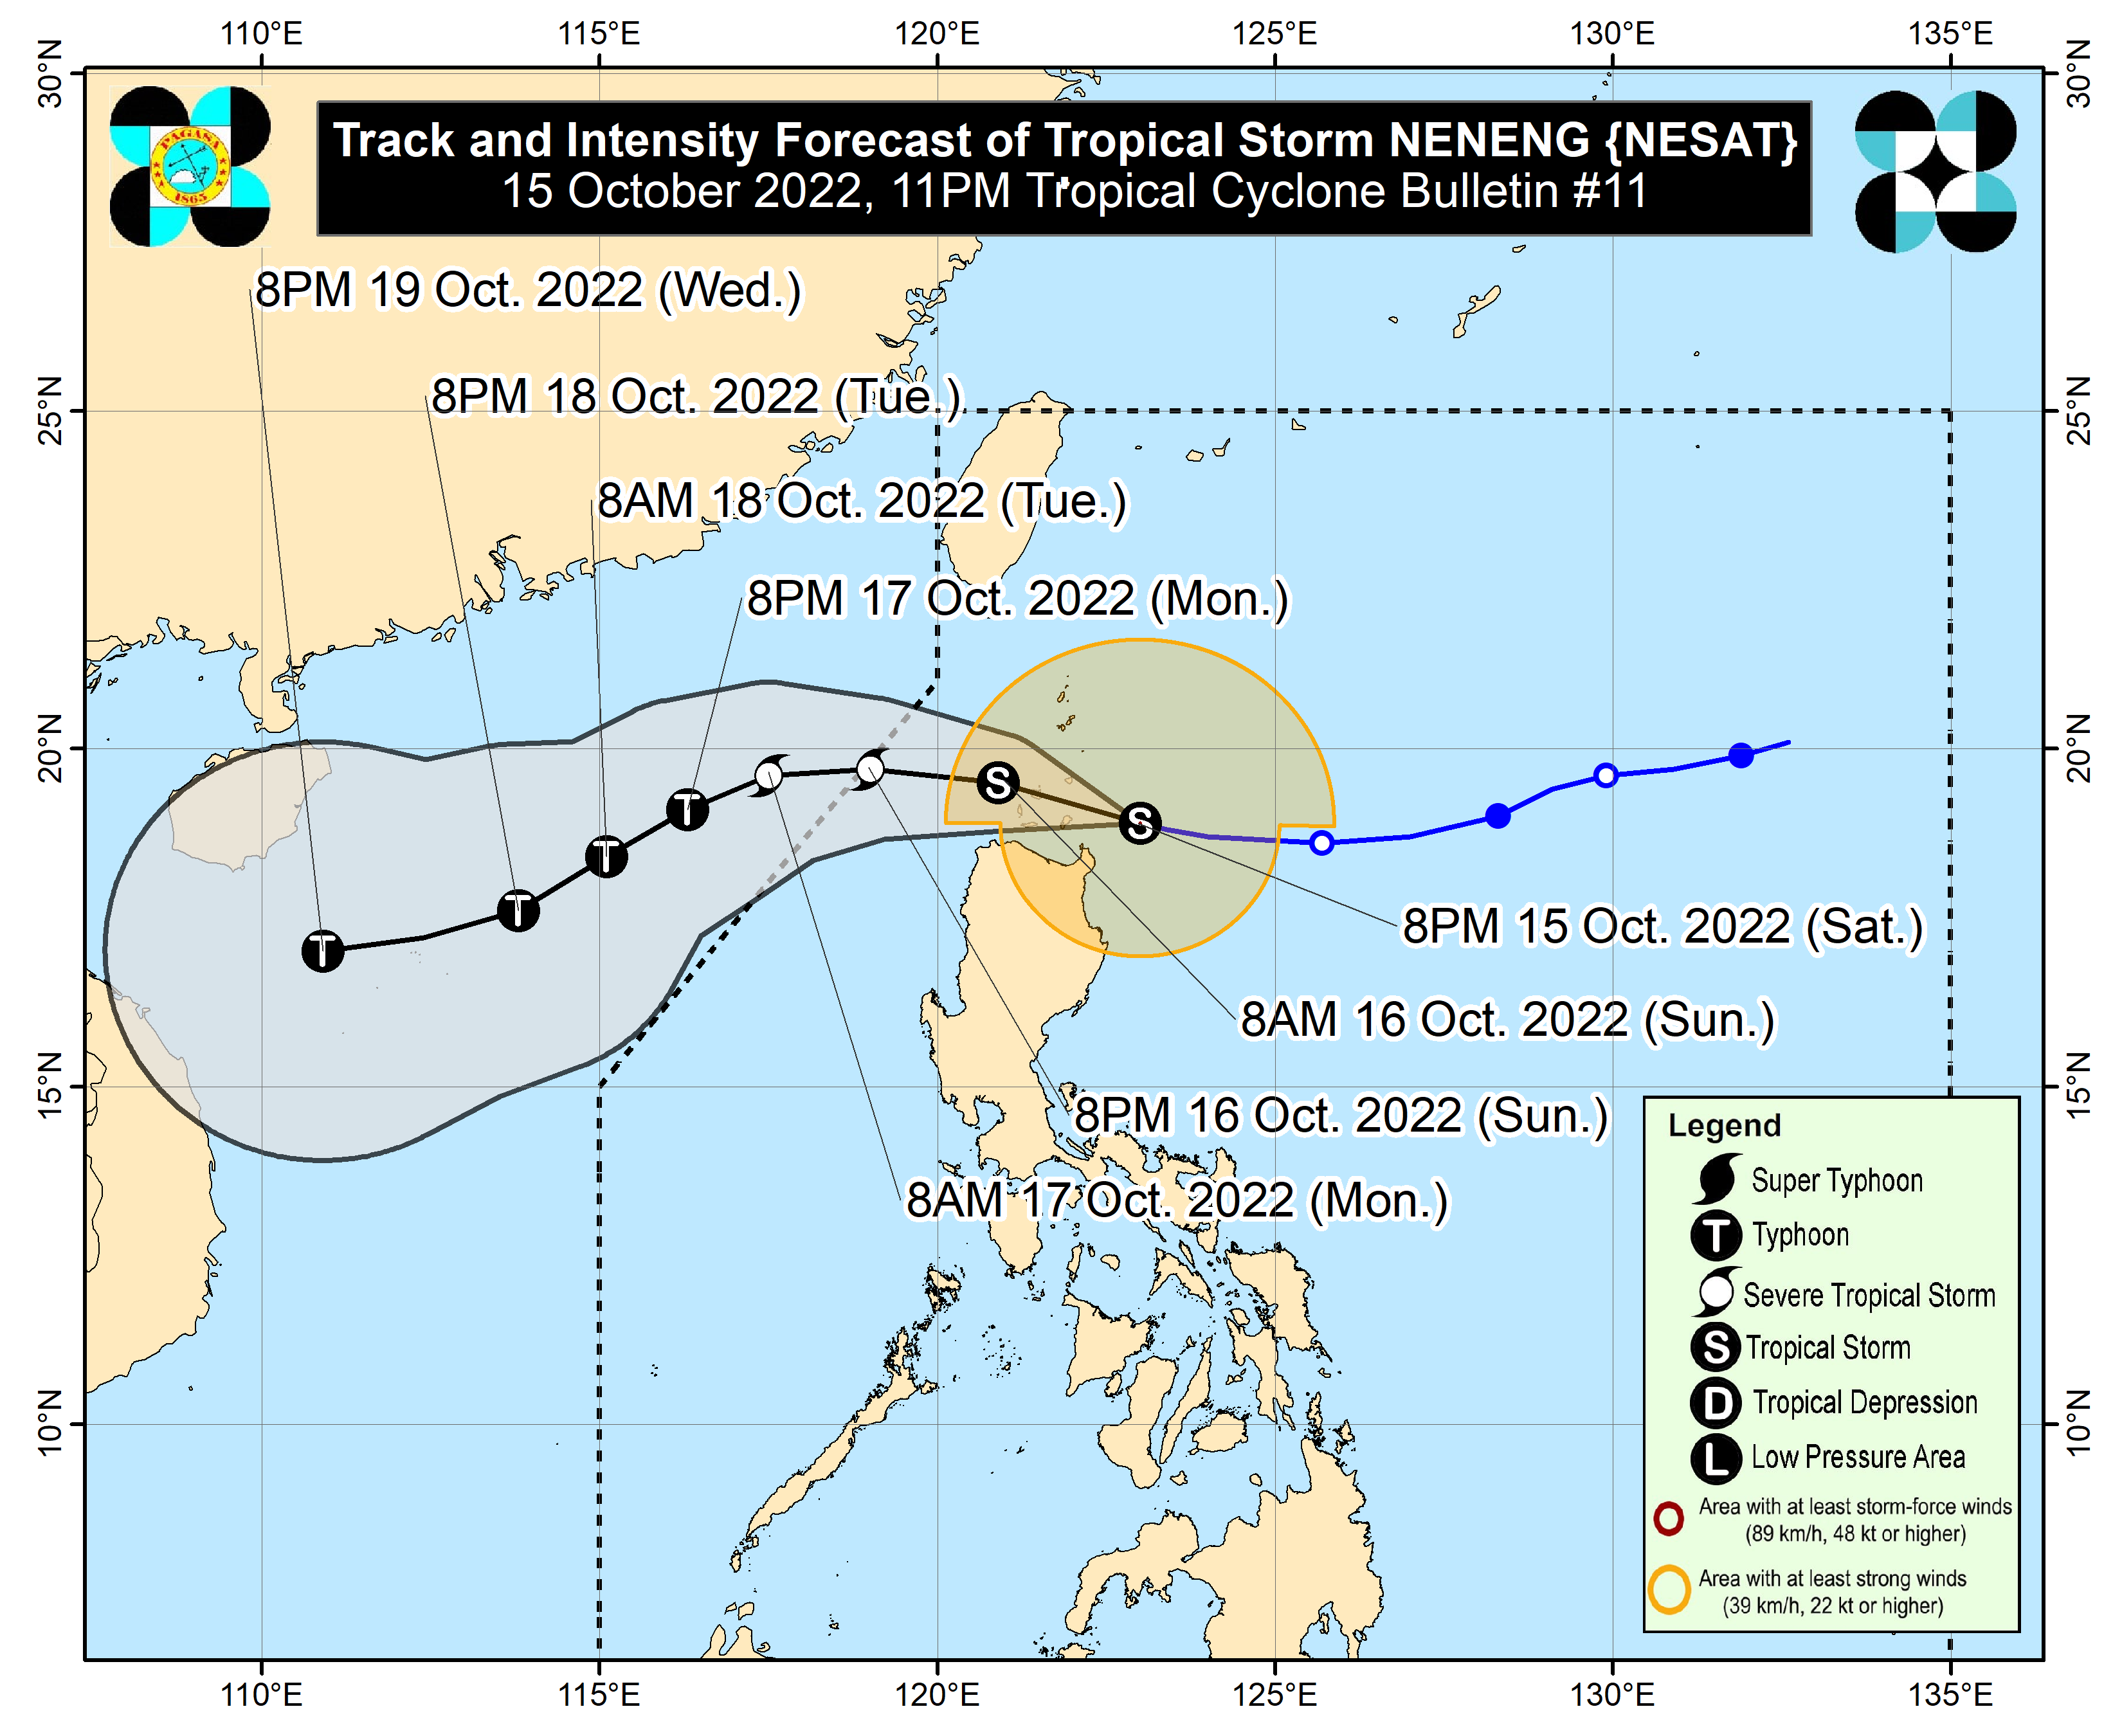 110°E 115°E 120°E 125°E 130°E 135°E
30°N 30°N
PAGASA
1865
Track and Intensity Forecast of Tropical Storm NENENG {NESAT}
15 October 2022, 11PM Tropical Cyclone Bulletin #11
8PM 19 Oct. 2022 (Wed.)
8PM 18 Oct. 2022 (Tue.)
25°N 25°N
8AM 18 Oct. 2022 (Tue.)
8PM 17 Oct. 2022 (Mon.)
20°N 20°N
S
T
S
T
T
T
8PM 15 Oct. 2022 (Sat.)
8AM 16 Oct. 2022 (Sun.)
15°N 15°N
8PM 16 Oct. 2022 (Sun.)
8AM 17 Oct. 2022 (Mon.)
Legend
Super Typhoon
T Typhoon
Severe Tropical Storm
S Tropical Storm
D Tropical Depression
10°N 10°N
L Low Pressure Area
Area with at least storm-force winds
(89 km/h, 48 kt or higher)
Area with at least strong winds
(39 km/h, 22 kt or higher)
110°E 115°E 120°E 125°E 130°E 135°E